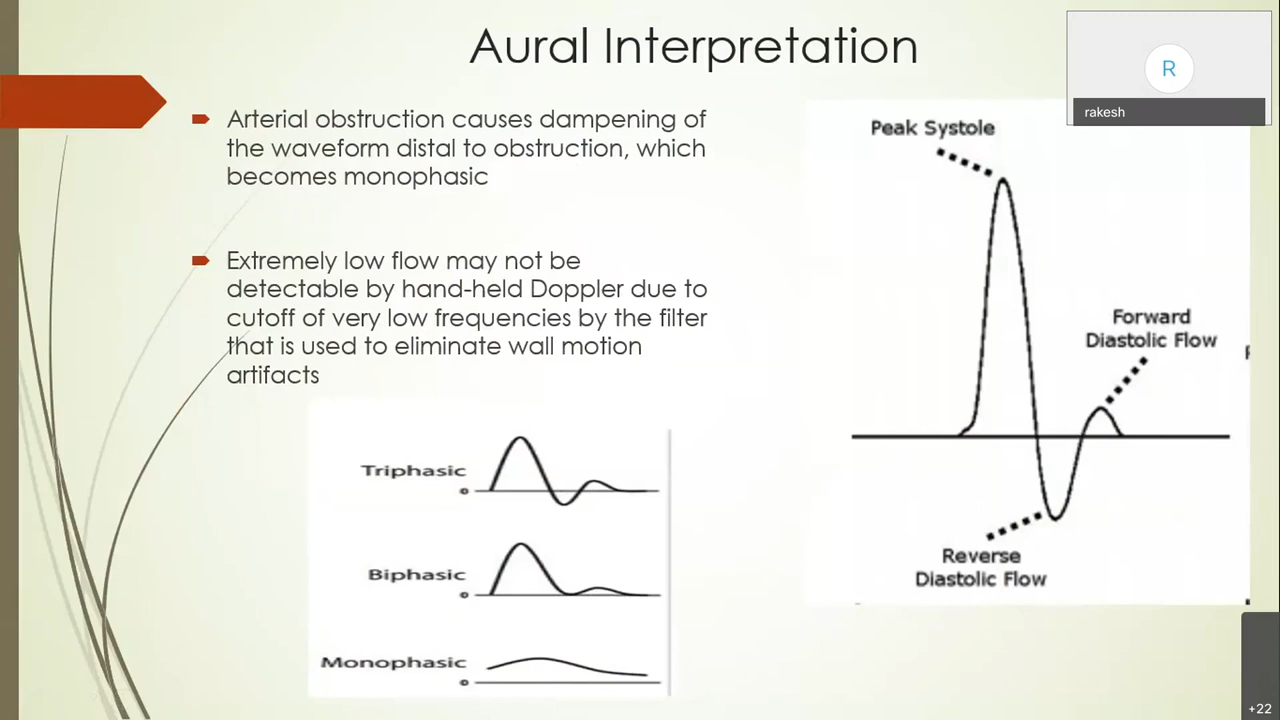 Aural Interpretation
R
rakesh
Arterial obstruction causes dampening of
the waveform distal to obstruction, which
becomes monophasic
Extremely low flow may not be
detectable by hand-held Doppler due to
cutoff of very low frequencies by the filter
that is used to eliminate wall motion
artifacts
Triphasic
0
Biphasic
0
Monophasic
0
Peak Systole
Forward
Diastolic Flow
Reverse
Diastolic Flow
+22